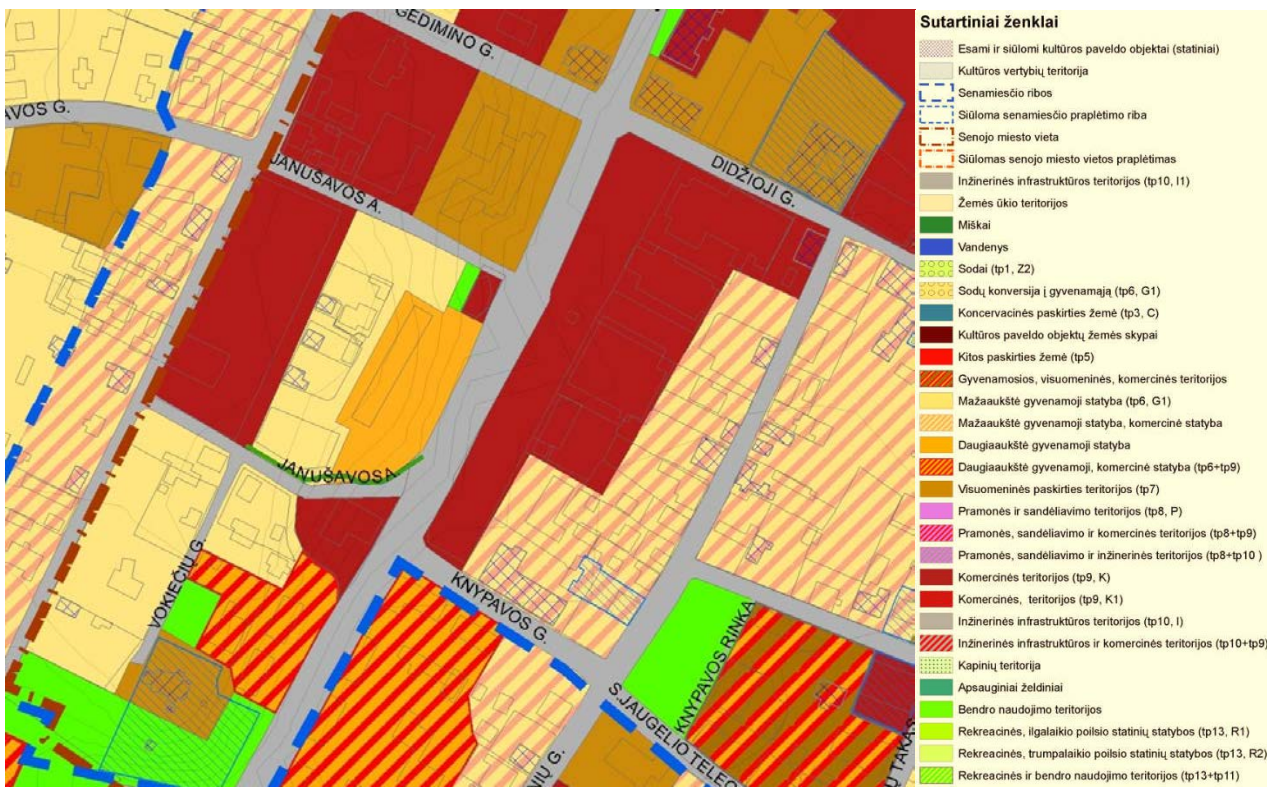 GEDIMINO G.
AVOS G.
JANUŠAVOS A.
DIDŽIOJI G.
JANUŠAVOS A.
VOKIEČIŲ G.
KNYPAVOS G.
KNYPAVOS RINKA
S.JAUGELIO TELEG
NIŲ G.
Ų TAKAS
Sutartiniai ženklai
Esami ir siūlomi kultūros paveldo objektai (statiniai)
Kultūros vertybių teritorija
Senamiesčio ribos
Siūloma senamiesčio praplėtimo riba
Senojo miesto vieta
Siūlomas senojo miesto vietos praplėtimas
Inžinerinės infrastruktūros teritorijos (tp10, I1)
Žemės ūkio teritorijos
Miškai
Vandenys
Sodai (tp1, Z2)
Sodų konversija į gyvenamąją (tp6, G1)
Koncervacinės paskirties žemė (tp3, C)
Kultūros paveldo objektų žemės skypai
Kitos paskirties žemė (tp5)
Gyvenamosios, visuomeninės, komercinės teritorijos
Mažaaukštė gyvenamoji statyba (tp6, G1)
Mažaaukštė gyvenamoji statyba, komercinė statyba
Daugiaaukštė gyvenamoji statyba
Daugiaaukštė gyvenamoji, komercinė statyba (tp6+tp9)
Visuomeninės paskirties teritorijos (tp7)
Pramonės ir sandėliavimo teritorijos (tp8, P)
Pramonės, sandėliavimo ir komercinės teritorijos (tp8+tp9)
Pramonės, sandėliavimo ir inžinerinės teritorijos (tp8+tp10 )
Komercinės teritorijos (tp9, K)
Komercinės, teritorijos (tp9, K1)
Inžinerinės infrastruktūros teritorijos (tp10, I)
Inžinerinės infrastruktūros ir komercinės teritorijos (tp10+tp9)
Kapinių teritorija
Apsauginiai želdiniai
Bendro naudojimo teritorijos
Rekreacinės, ilgalaikio poilsio statinių statybos (tp13, R1)
Rekreacinės, trumpalaikio poilsio statinių statybos (tp13, R2)
Rekreacinės ir bendro naudojimo teritorijos (tp13+tp11)